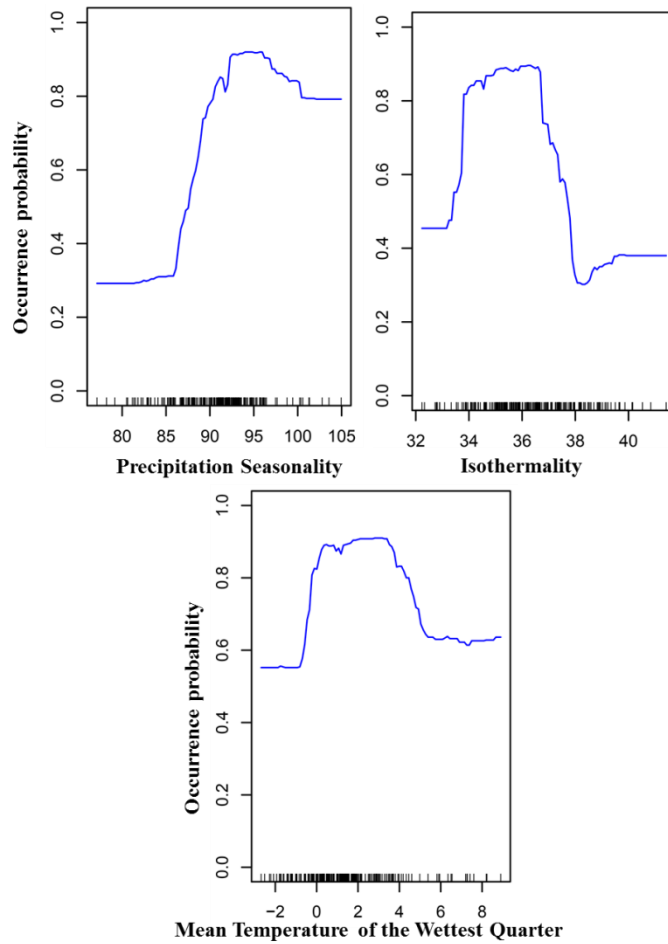 Occurrence probability
1.0
0.8
0.6
0.4
0.2
0.0
80 85 90 95 100 105
Precipitation Seasonality
1.0
0.8
0.6
0.4
0.2
0.0
32 34 36 38 40
Isothermality
Occurrence probability
1.0
0.8
0.6
0.4
0.2
0.0
−2 0 2 4 6 8
Mean Temperature of the Wettest Quarter